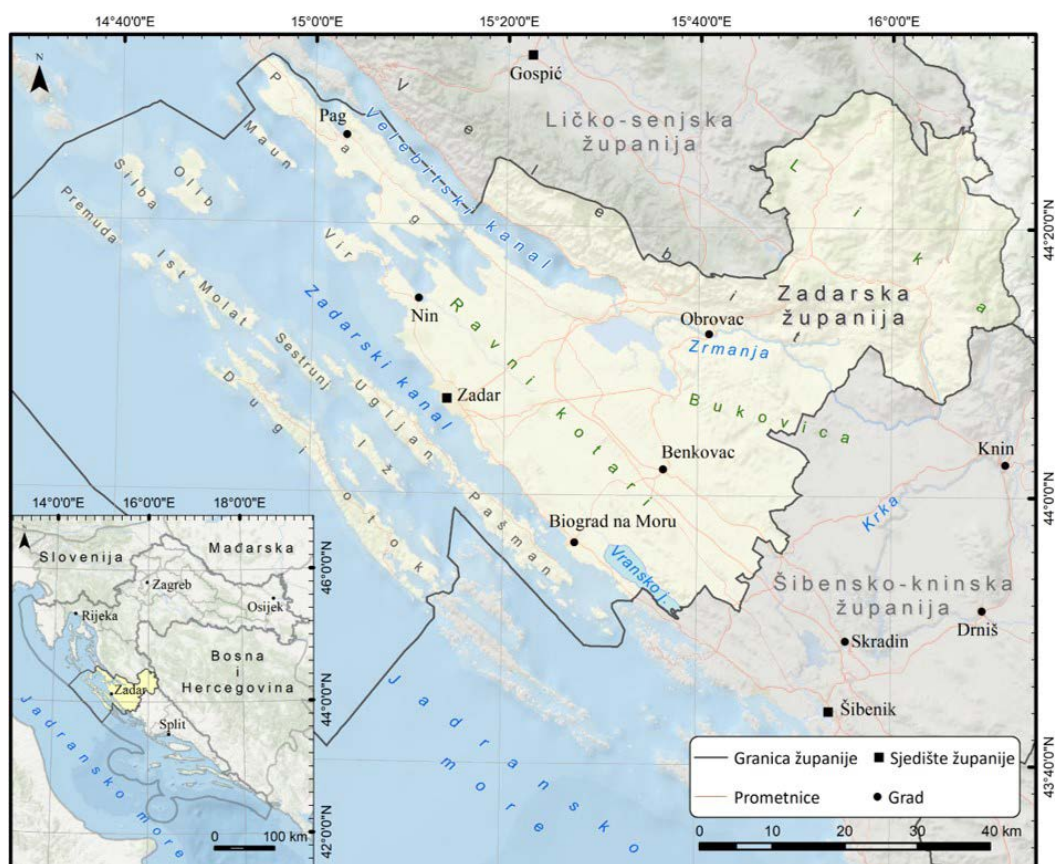 14°40'0"E
15°0'0"E
15°20'0"E
15°40'0"E
16°0'0"E
N
Gospić
Velebit
Ličko-senjska
županija
Pag
Pag
Velebitski kanal
Maun
Olib
Silba
Premuda
Lika
44°20'0"N
Vir
Ist
Molat
Zadarski kanal
Nin
Ravni kotari
Obrovac
Zrmanja
Zadarska
županija
Sestrunj
Ugljan
Dugi otok
Iž
Zadar
Bukovica
Benkovac
Knin
44°0'0"N
Krka
Pašman
Biograd na Moru
Vransko j.
Šibensko-kninska
županija
Skradin
Drniš
Šibenik
Jadransko
more
43°40'0"N
14°0'0"E
16°0'0"E
18°0'0"E
Slovenija
Mađarska
Zagreb
Osijek
Rijeka
Bosna
i
Hercegovina
Zadar
Split
Jadransko more
46°0'0"N
44°0'0"N
42°0'0"N
0
100 km
Granica županije
Sjedište županije
Prometnice
Grad
0
10
20
40 km